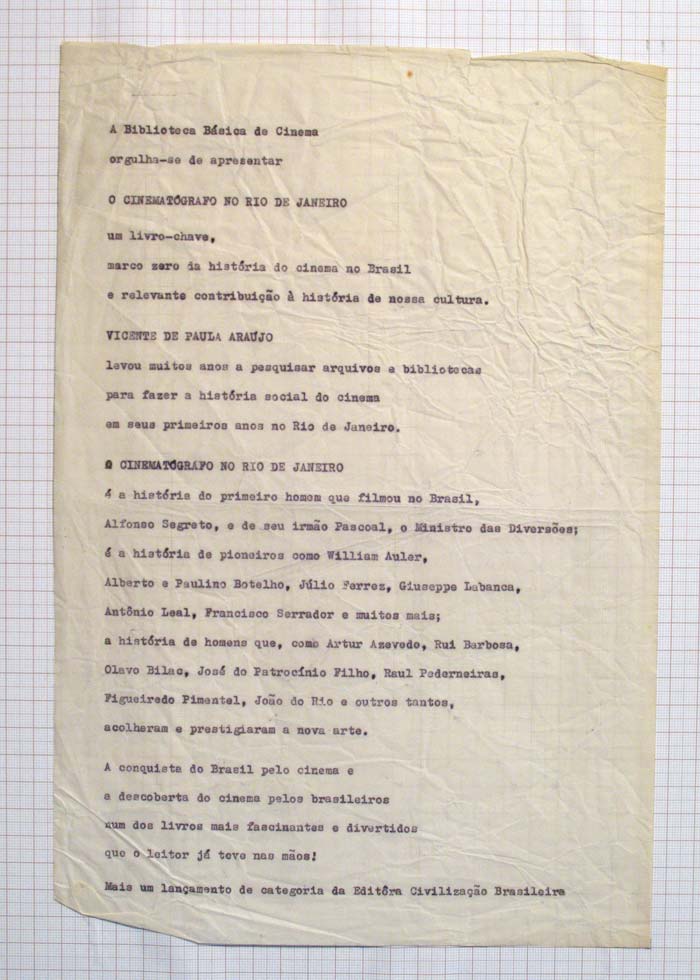 A Biblioteca Básica de Cinema
orgulha-se de apresentar
O CINEMATÓGRAFO NO RIO DE JANEIRO
um livro-chave,
marco zero da história do cinema no Brasil
e relevante contribuição à história de nossa cultura.
VICENTE DE PAULA ARAÚJO
levou muitos anos a pesquisar arquivos e bibliotecas
para fazer a história social do cinema
em seus primeiros anos no Rio de Janeiro.
O CINEMATÓGRAFO NO RIO DE JANEIRO
é a história do primeiro homem que filmou no Brasil,
Alfonso Segreto, e de seu irmão Pascoal, o Ministro das Diversões;
é a história de pioneiros como William Auler,
Alberto e Paulino Botelho, Júlio Ferrez, Giuseppe Labanca,
Antônio Leal, Francisco Serrador e muitos mais;
a história de homens que, como Artur Azevedo, Rui Barbosa,
Olavo Bilac, José do Patrocínio Filho, Raul Pederneiras,
Figueiredo Pimentel, João do Rio e outros tantos,
acolheram e prestigiaram a nova arte.
A conquista do Brasil pelo cinema e
a descoberta do cinema pelos brasileiros
num dos livros mais fascinantes e divertidos
que o leitor já teve nas mãos!
Mais um lançamento de categoria da Editôra Civilização Brasileira